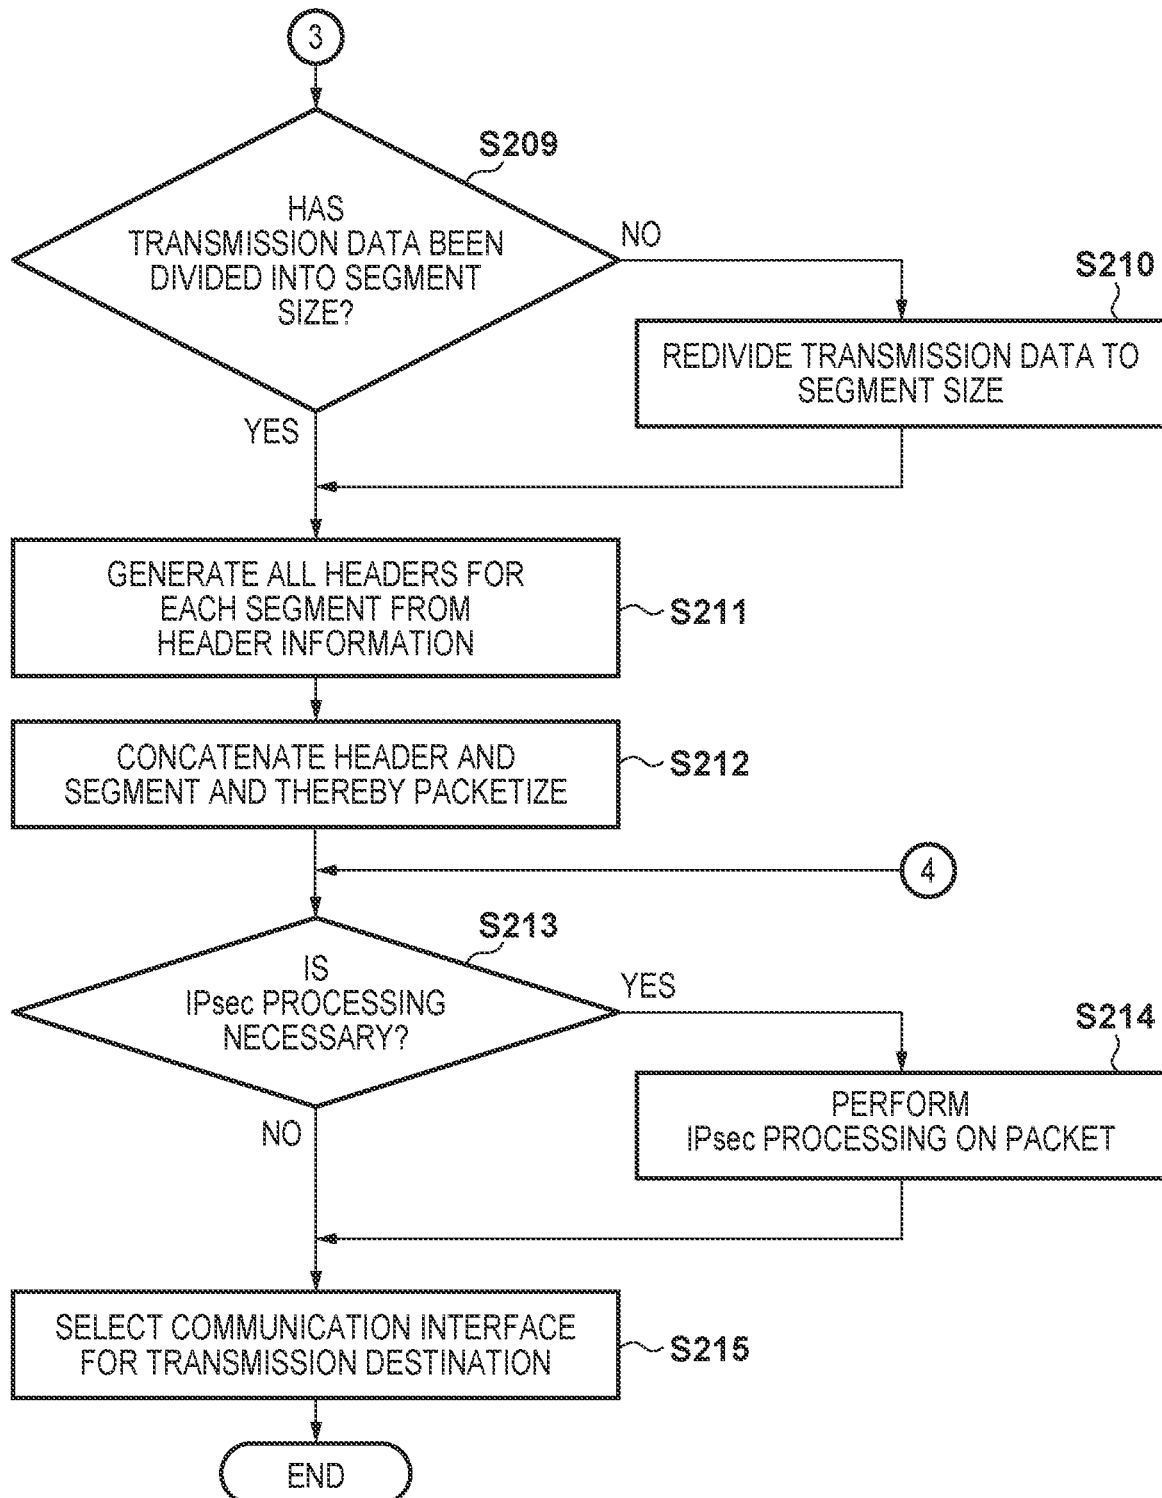 3
S209
HAS
TRANSMISSION DATA BEEN
DIVIDED INTO SEGMENT
SIZE?
NO
S210
REDIVIDE TRANSMISSION DATA TO
SEGMENT SIZE
YES
GENERATE ALL HEADERS FOR
EACH SEGMENT FROM
HEADER INFORMATION
S211
CONCATENATE HEADER AND
SEGMENT AND THEREBY PACKETIZE
S212
4
S213
IS
IPsec PROCESSING
NECESSARY?
YES
S214
PERFORM
IPsec PROCESSING ON PACKET
NO
SELECT COMMUNICATION INTERFACE
FOR TRANSMISSION DESTINATION
S215
END